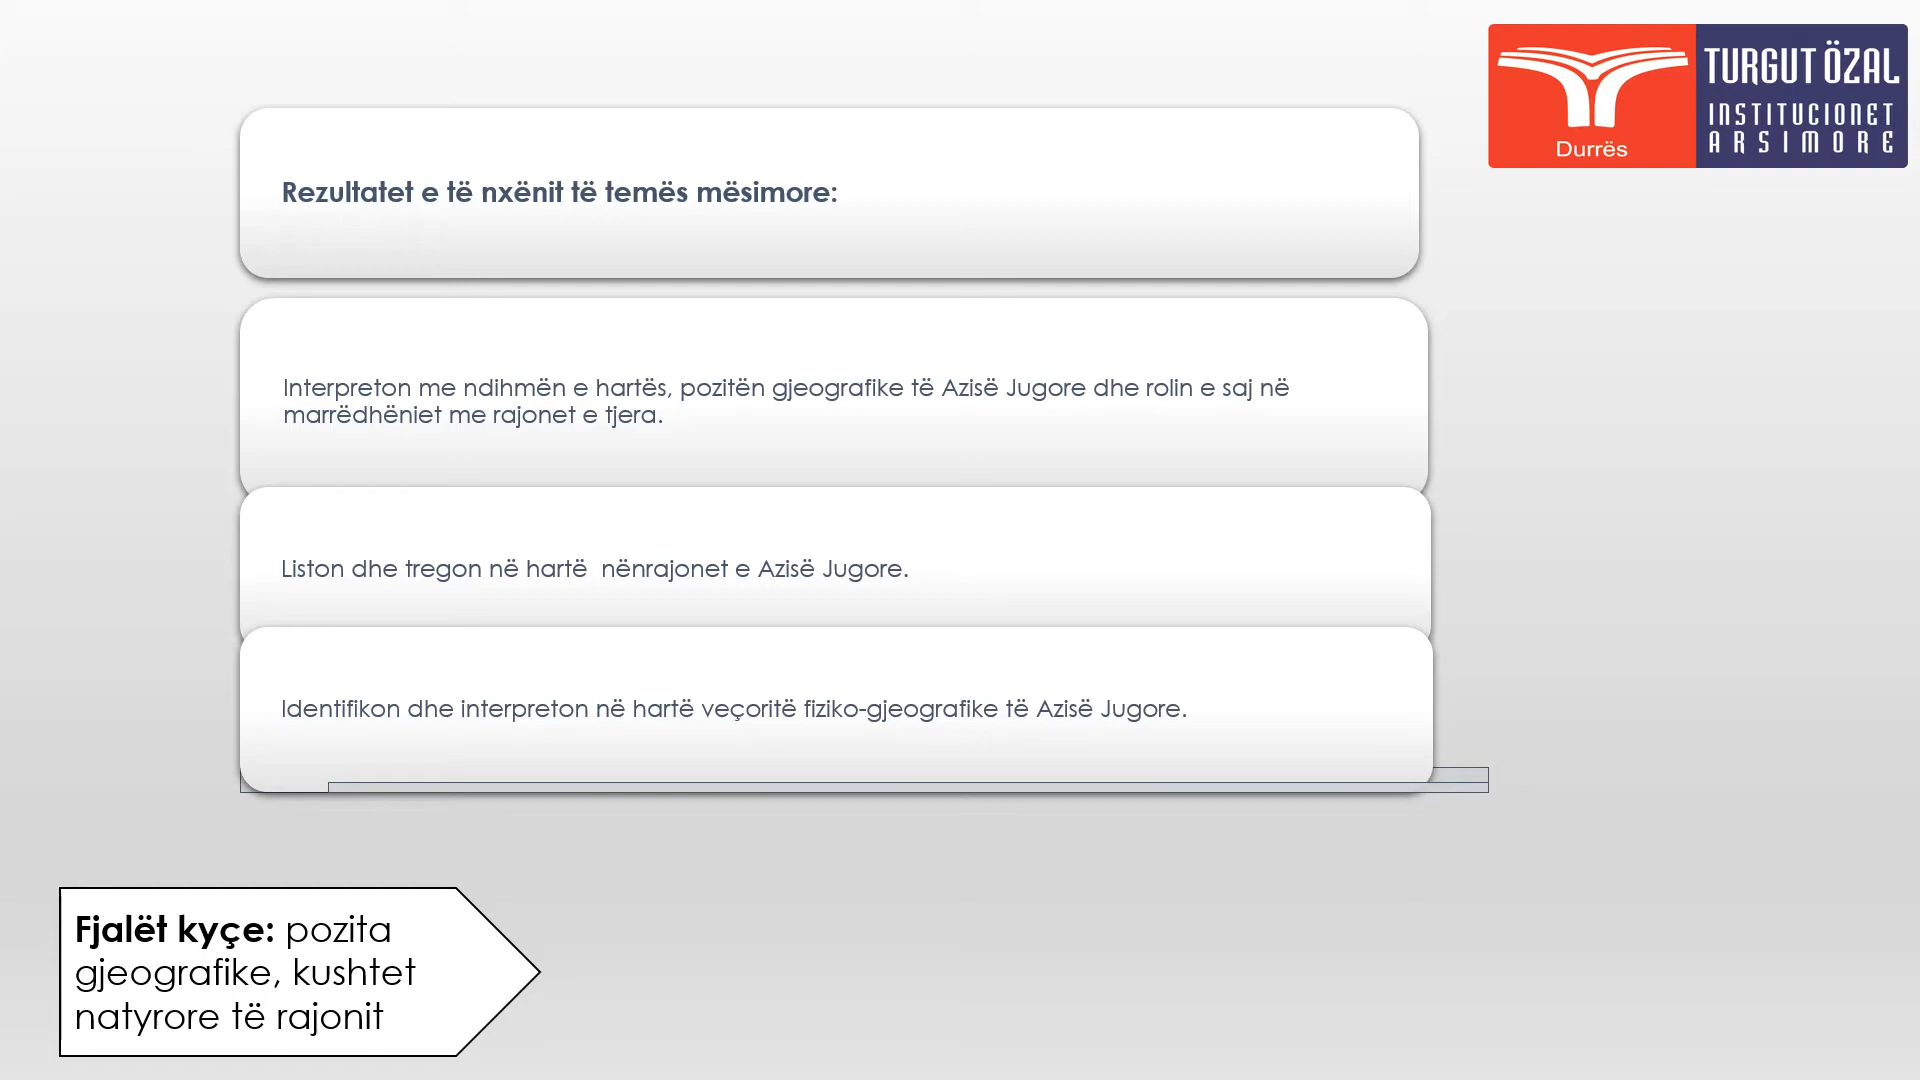 TURGUT ÖZAL
INSTITUCIONET
ARSIMORE
Durrës
Rezultatet e të nxënit të temës mësimore:
Interpreton me ndihmën e hartës, pozitën gjeografike të Azisë Jugore dhe rolin e saj në
marrëdhëniet me rajonet e tjera.
Liston dhe tregon në hartë  nënrajonet e Azisë Jugore.
Identifikon dhe interpreton në hartë veçoritë fiziko-gjeografike të Azisë Jugore.
Fjalët kyçe: pozita
gjeografike, kushtet
natyrore të rajonit